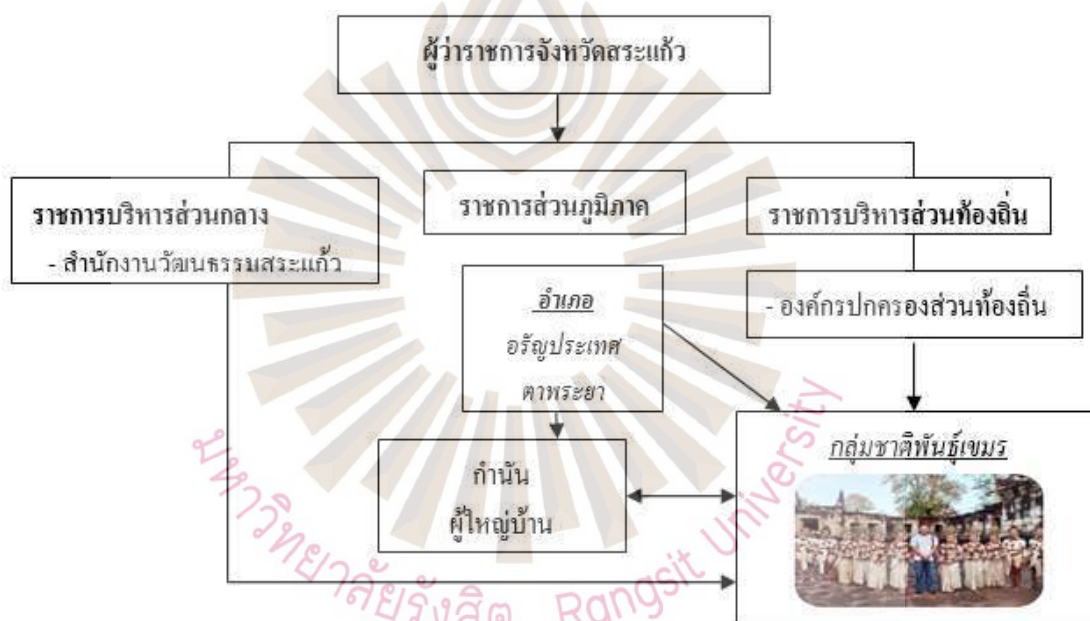 ผู้ว่าราชการจังหวัดสระแก้ว
ราชการบริหารส่วนกลาง
- สำนักงานวัฒนธรรมสระแก้ว
ราชการส่วนภูมิภาค
ราชการบริหารส่วนท้องถิ่น
อำเภอ
อรัญประเทศ
ตาพระยา
- องค์กรปกครองส่วนท้องถิ่น
กำนัน
ผู้ใหญ่บ้าน
กลุ่มชาติพันธุ์เขมร
มหาวิทยาลัยรังสิต Rangsit University